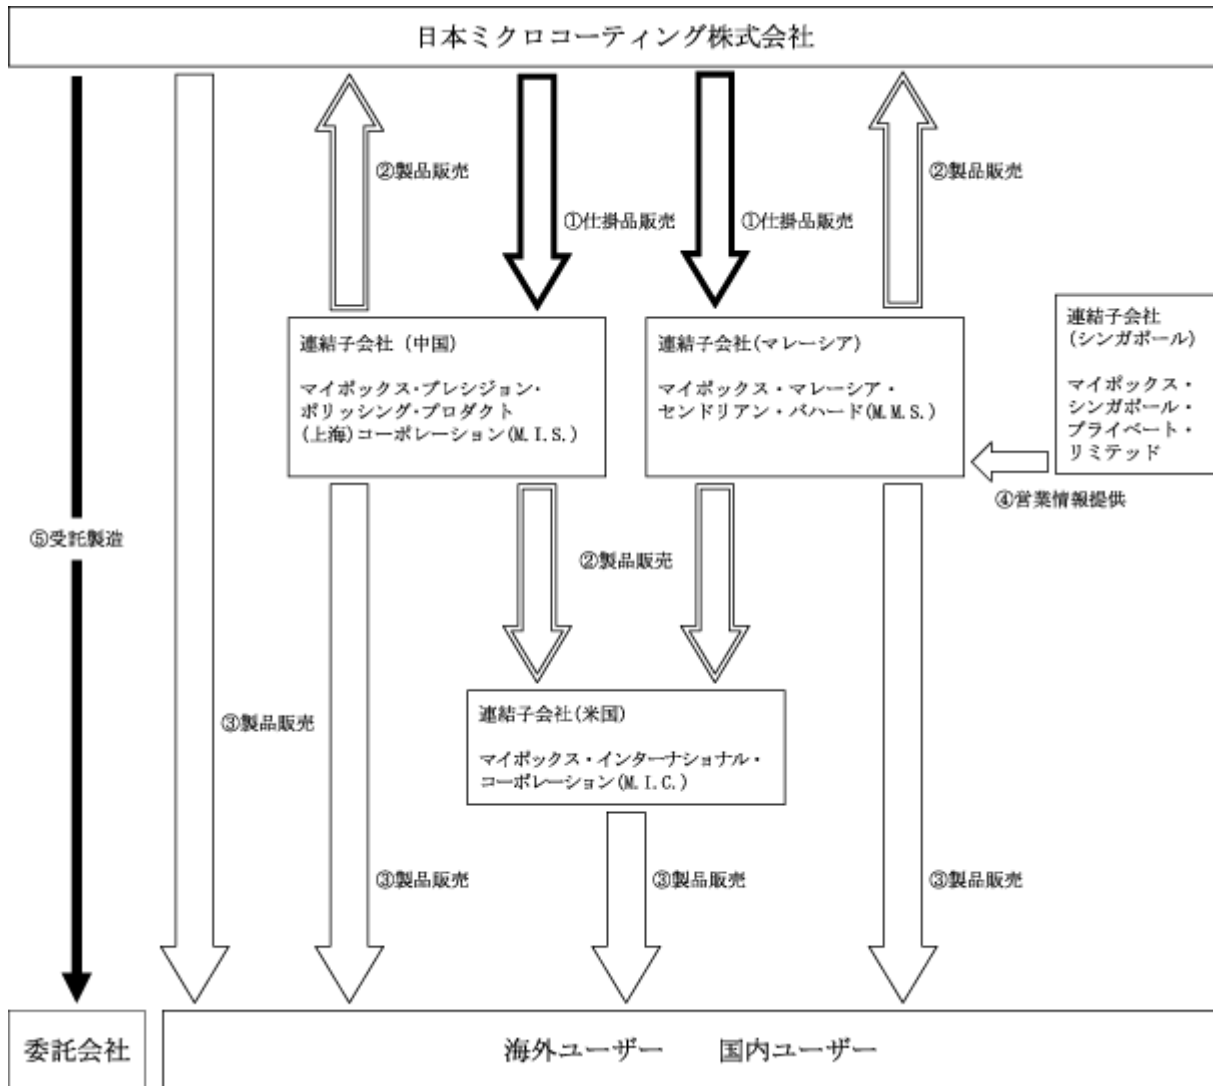 日本ミクロコーティング株式会社
②製品販売
②製品販売
①仕掛品販売
①仕掛品販売
連結子会社 (中国)
マイポックス・プレシジョン・
ポリッシング・プロダクト
(上海)コーポレーション(M.I.S.)
連結子会社(マレーシア)
マイポックス・マレーシア・
センドリアン・バハード(M.M.S.)
連結子会社
(シンガポール)
マイポックス・
シンガポール・
プライベート・
リミテッド
④営業情報提供
⑤受託製造
②製品販売
連結子会社(米国)
マイポックス・インターナショナル・
コーポレーション(M.I.C.)
③製品販売
③製品販売
③製品販売
③製品販売
委託会社
海外ユーザー 国内ユーザー